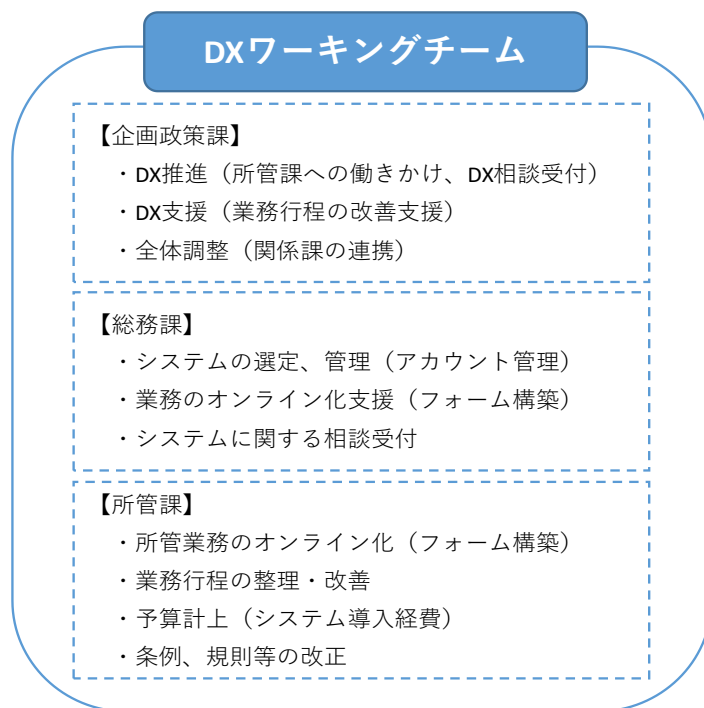 DXワーキングチーム
【企画政策課】
・DX推進（所管課への働きかけ、DX相談受付）
・DX支援（業務行程の改善支援）
・全体調整（関係課の連携）
【総務課】
・システムの選定、管理（アカウント管理）
・業務のオンライン化支援（フォーム構築）
・システムに関する相談受付
【所管課】
・所管業務のオンライン化（フォーム構築）
・業務行程の整理・改善
・予算計上（システム導入経費）
・条例、規則等の改正